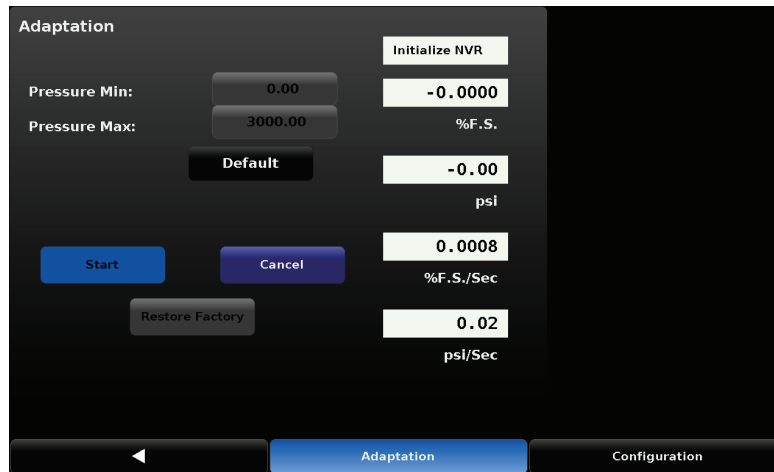 Adaptation
Initialize NVR
Pressure Min: 0.00 -0.0000
Pressure Max: 3000.00 %F.S.
Default -0.00
psi
0.0008
Start Cancel %F.S./Sec
Restore Factory 0.02
psi/Sec
Adaptation Configuration